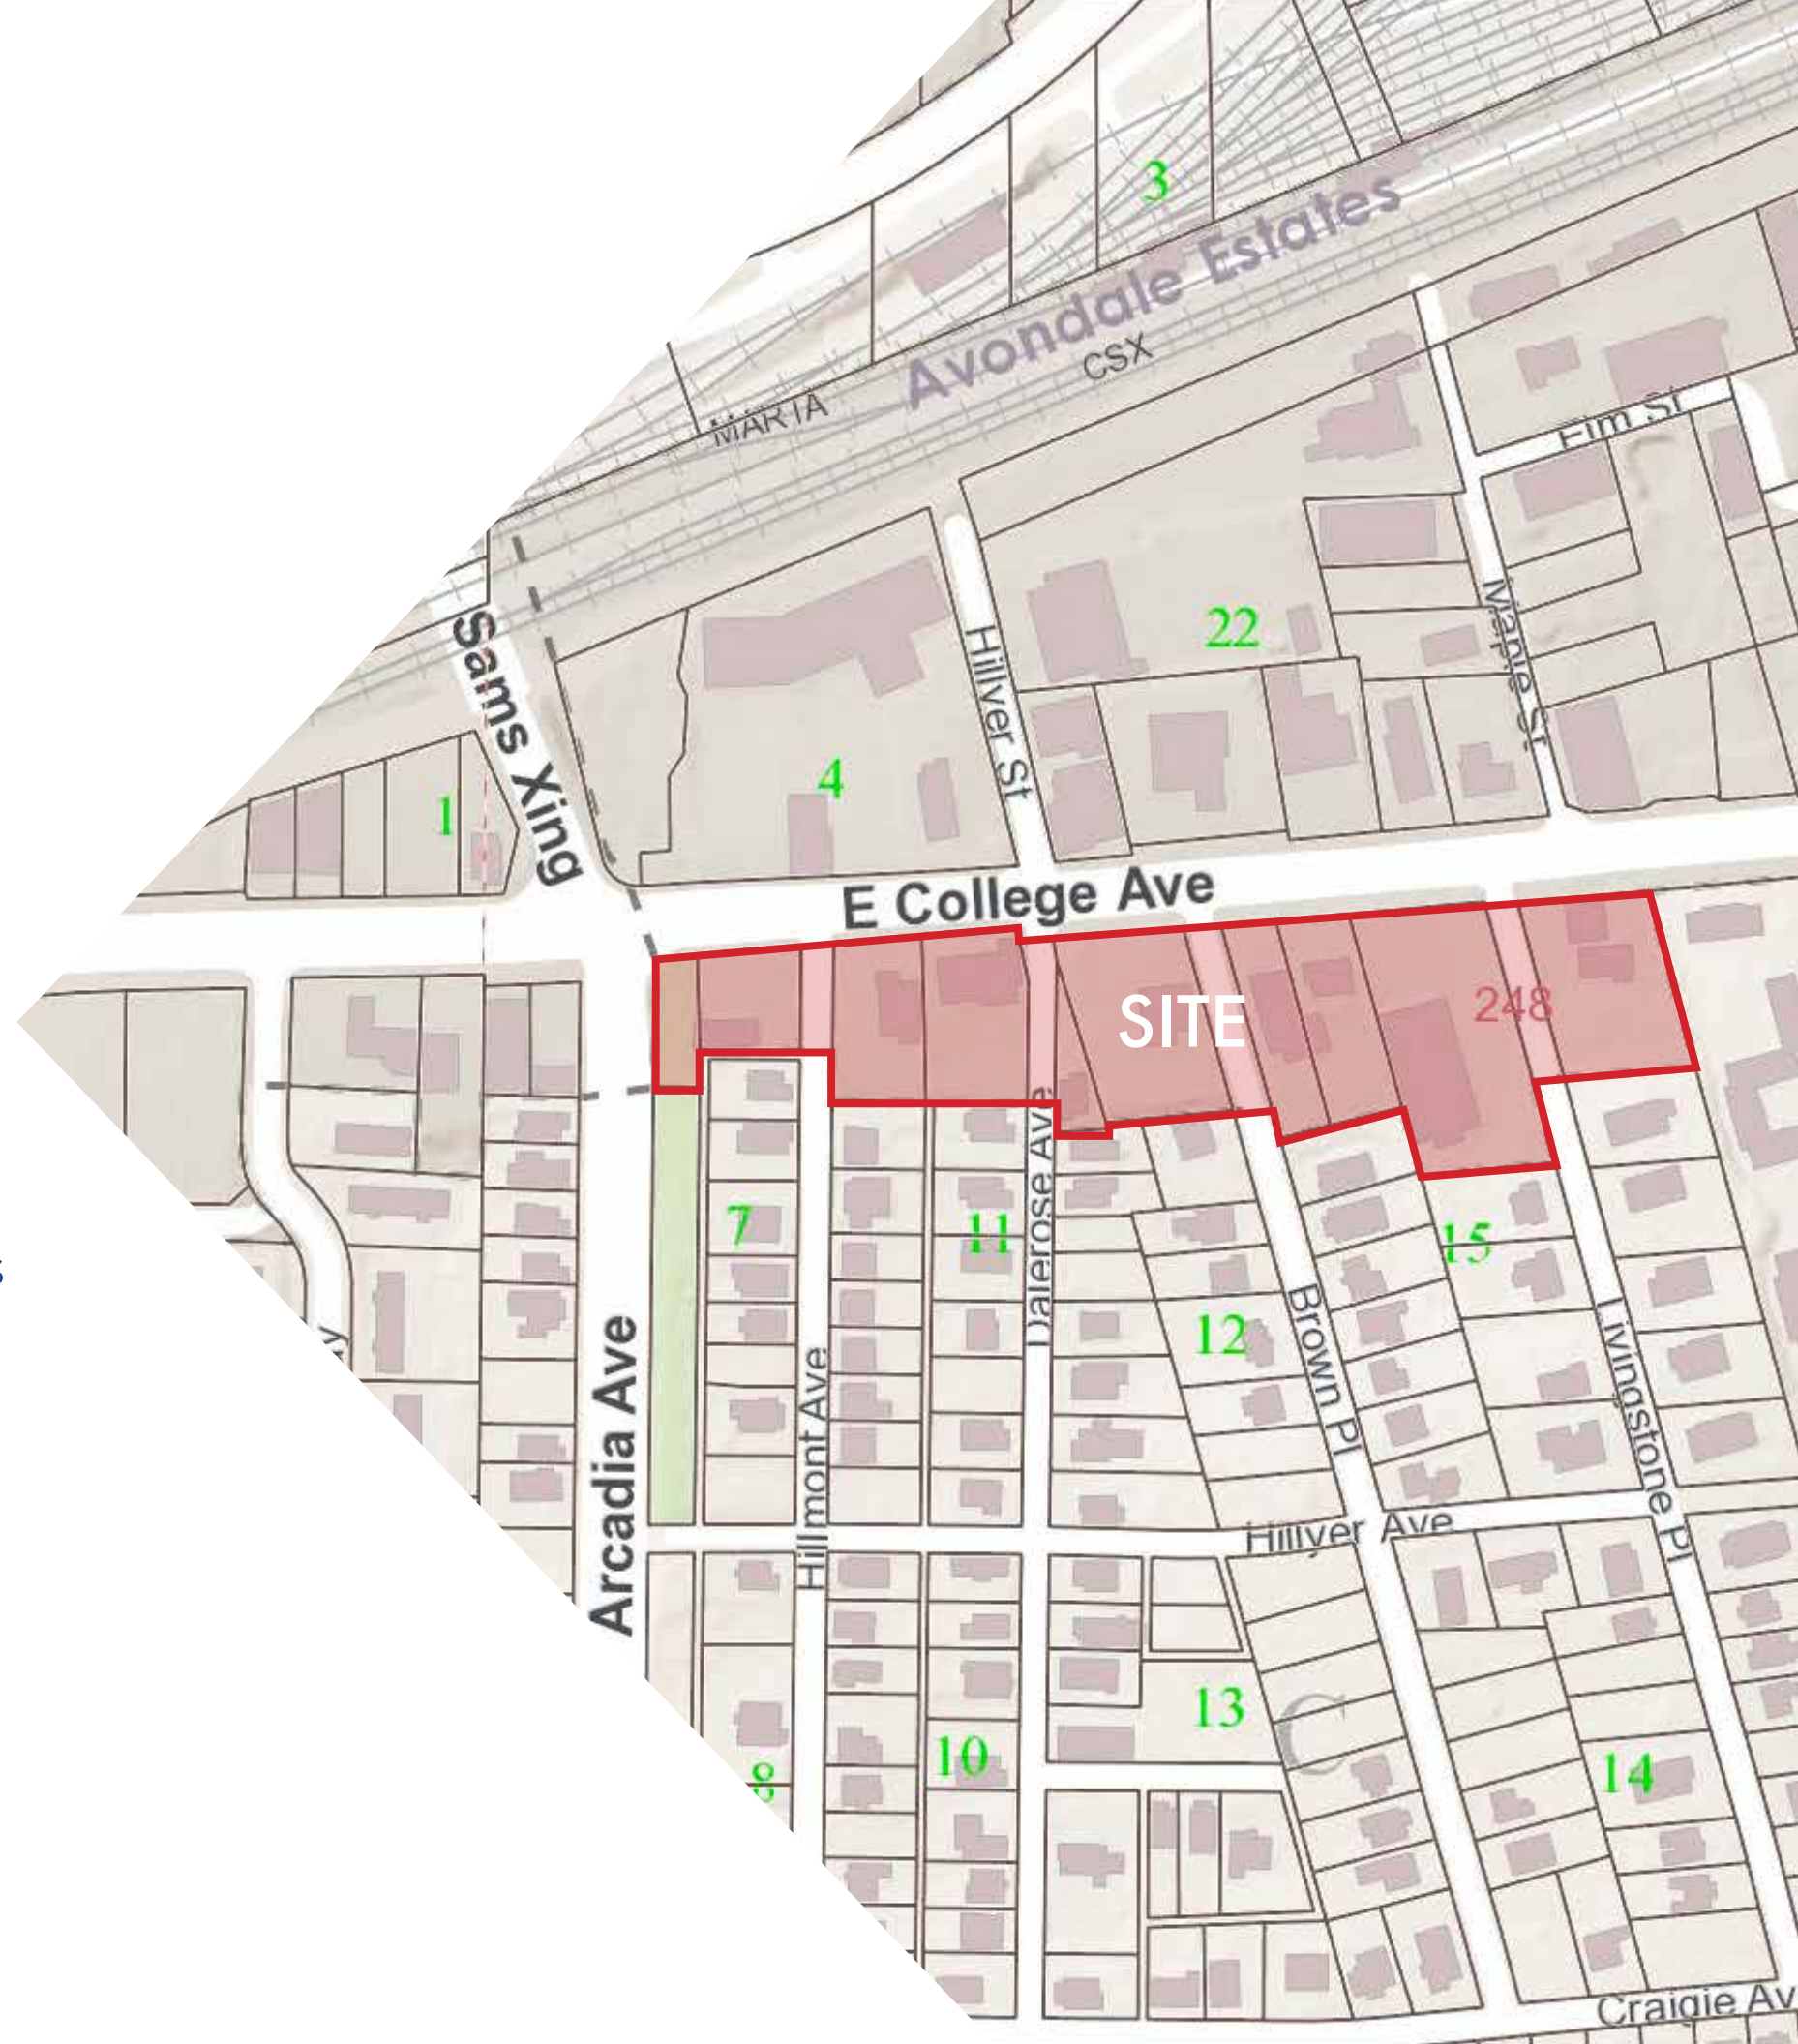 3
Avondale Estates
CSX
MARTA
Elm St
Sams Xing
Hillyer St
22
Maple St
4
1
E College Ave
SITE
248
7
11
Dalerose Ave
15
12
Brown Pl
Livingstone Pl
Arcadia Ave
Hillmont Ave
Hillyer Ave
13
C
10
14
8
Craigie Av
s